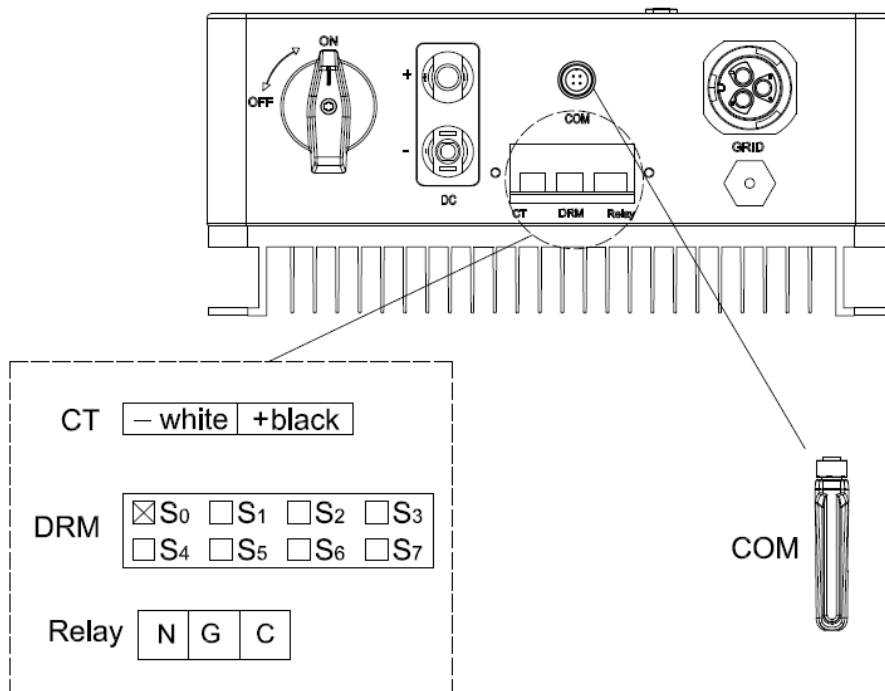 ON
OFF
+
-
DC
COM
GRID
CT DRM Relay
CT – white +black
DRM S0 S1 S2 S3
S4 S5 S6 S7
Relay N G C
COM